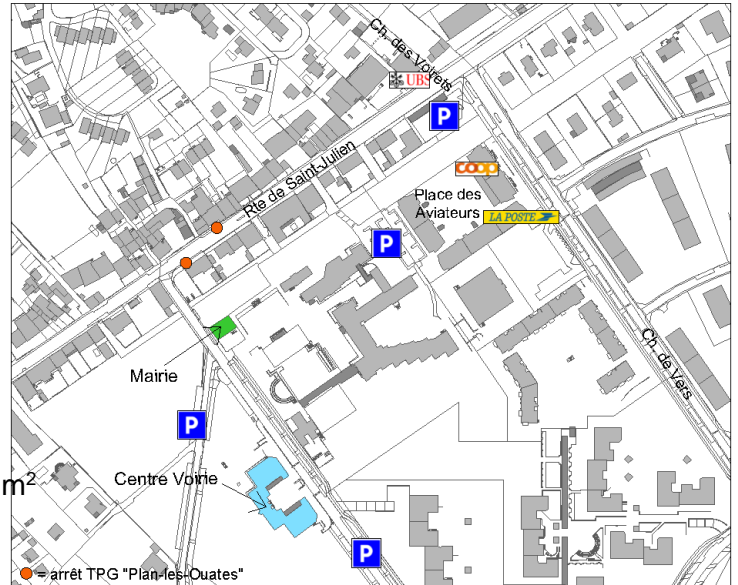 Ch. des Voirets
UBS
P
Rte de Saint-Julien
coop
Place des
Aviateurs
LA POSTE
P
Mairie
Ch. de Vers
P
Centre Voirie
m²
P
= arrêt TPG "Plan-les-Ouates"